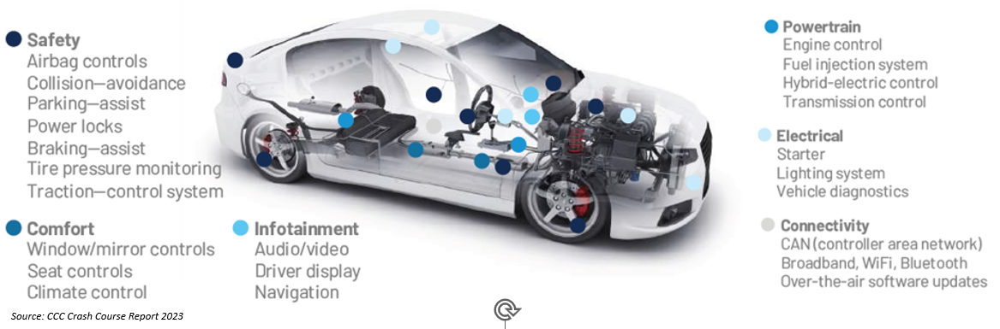 Safety
Airbag controls
Collision—avoidance
Parking—assist
Power locks
Braking—assist
Tire pressure monitoring
Traction—control system
Comfort
Window/mirror controls
Seat controls
Climate control
Infotainment
Audio/video
Driver display
Navigation
Powertrain
Engine control
Fuel injection system
Hybrid-electric control
Transmission control
Electrical
Starter
Lighting system
Vehicle diagnostics
Connectivity
CAN (controller area network)
Broadband, WiFi, Bluetooth
Over-the-air software updates
Source: CCC Crash Course Report 2023